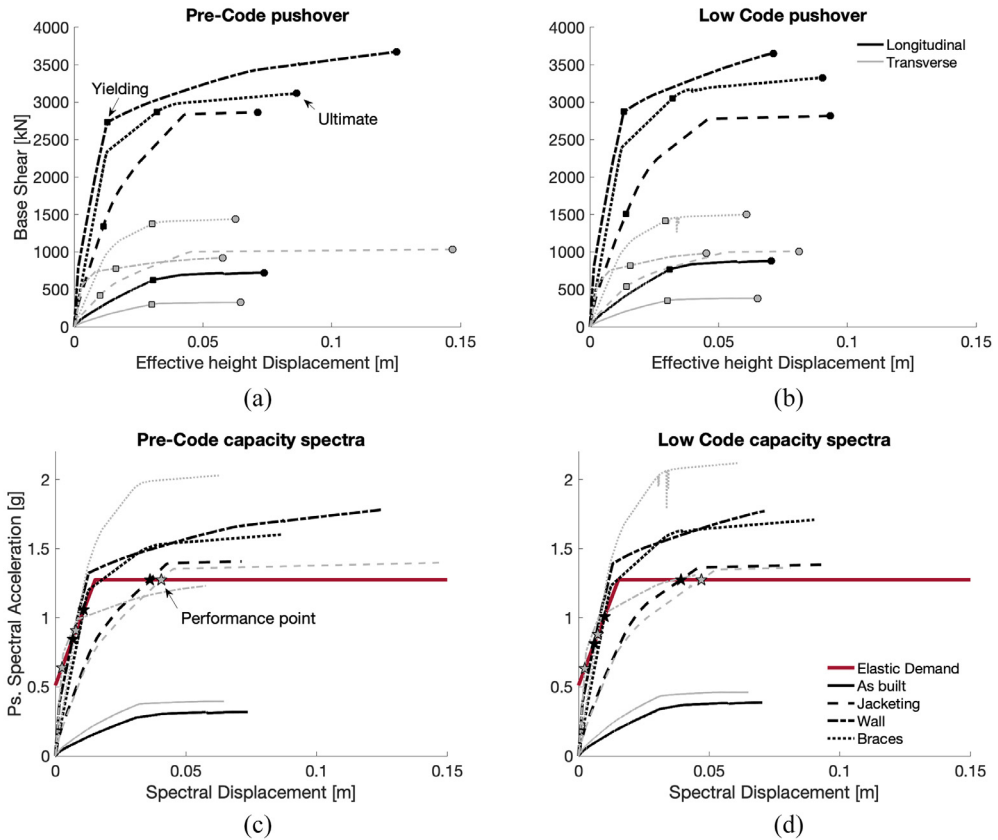 Pre-Code pushover
Base Shear [kN]
4000
3500
3000
2500
2000
1500
1000
500
0
Yielding
Ultimate
0
0.05
0.1
0.15
Effective height Displacement [m]
(a)
Low Code pushover
4000
3500
3000
2500
2000
1500
1000
500
0
Longitudinal
Transverse
0
0.05
0.1
0.15
Effective height Displacement [m]
(b)
Pre-Code capacity spectra
Ps. Spectral Acceleration [g]
2
1.5
1
0.5
0
Performance point
0
0.05
0.1
0.15
Spectral Displacement [m]
(c)
Low Code capacity spectra
2
1.5
1
0.5
0
Elastic Demand
As built
Jacketing
Wall
Braces
0
0.05
0.1
0.15
Spectral Displacement [m]
(d)